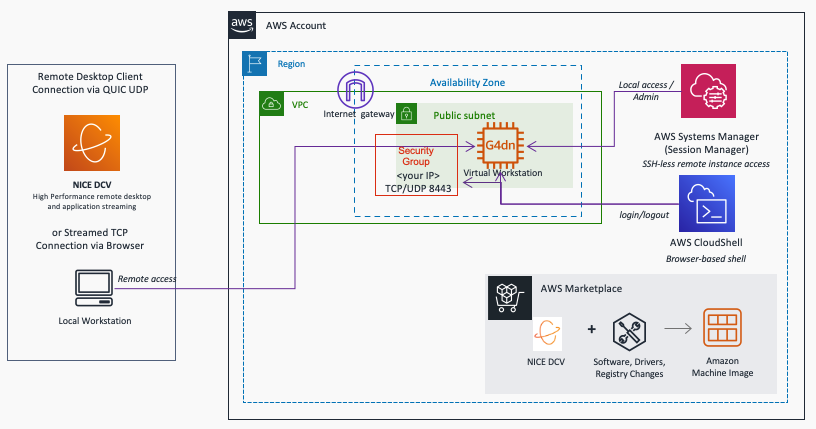 aws
AWS Account
Remote Desktop Client
Connection via QUIC UDP
NICE DCV
High Performance remote desktop
and application streaming
or Streamed TCP
Connection via Browser
Remote access
Local Workstation
Region
Availability Zone
VPC
Internet gateway
Public subnet
Security
Group
<your IP>
TCP/UDP 8443
G4dn
Virtual Workstation
Local access /
Admin
AWS Systems Manager
(Session Manager)
SSH-less remote instance access
login/logout
AWS CloudShell
Browser-based shell
AWS Marketplace
NICE DCV
+
Software, Drivers,
Registry Changes
Amazon
Machine Image